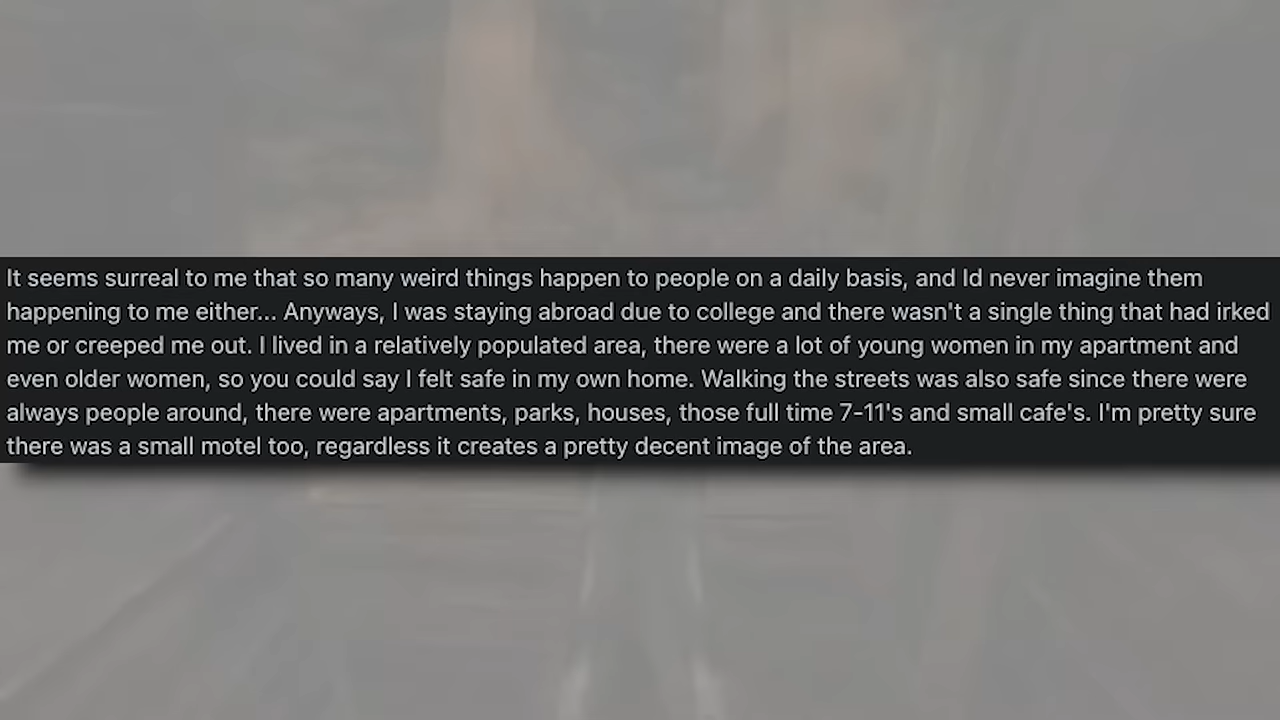 It seems surreal to me that so many weird things happen to people on a daily basis, and Id never imagine them
happening to me either... Anyways, I was staying abroad due to college and there wasn't a single thing that had irked
me or creeped me out. I lived in a relatively populated area, there were a lot of young women in my apartment and
even older women, so you could say I felt safe in my own home. Walking the streets was also safe since there were
always people around, there were apartments, parks, houses, those full time 7-11's and small cafe's. I'm pretty sure
there was a small motel too, regardless it creates a pretty decent image of the area.